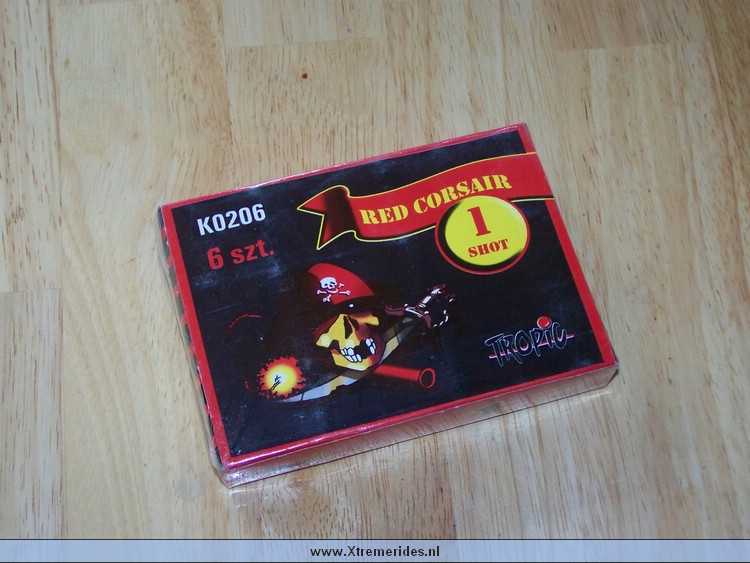 K0206
6 szt.
RED CORSAIR
1
SHOT
TROPIC
www.Xtremerides.nl